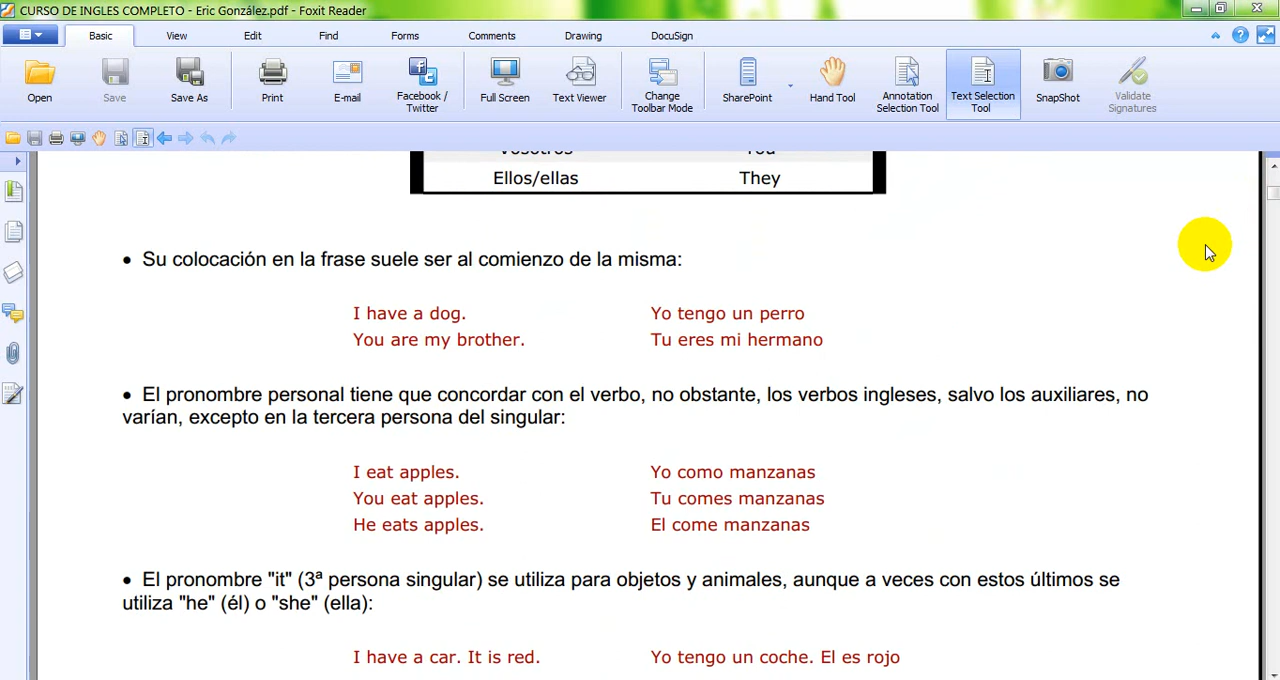 CURSO DE INGLES COMPLETO - Eric González.pdf - Foxit Reader
Basic View Edit Find Forms Comments Drawing DocuSign
Open Save Save As Print E-mail Facebook / Twitter Full Screen Text Viewer Change Toolbar Mode SharePoint Hand Tool Annotation Selection Tool Text Selection Tool SnapShot Validate Signatures
Vosotros You
Ellos/ellas They
• Su colocación en la frase suele ser al comienzo de la misma:
I have a dog. Yo tengo un perro
You are my brother. Tu eres mi hermano
• El pronombre personal tiene que concordar con el verbo, no obstante, los verbos ingleses, salvo los auxiliares, no
varían, excepto en la tercera persona del singular:
I eat apples. Yo como manzanas
You eat apples. Tu comes manzanas
He eats apples. El come manzanas
• El pronombre "it" (3ª persona singular) se utiliza para objetos y animales, aunque a veces con estos últimos se
utiliza "he" (él) o "she" (ella):
I have a car. It is red. Yo tengo un coche. El es rojo